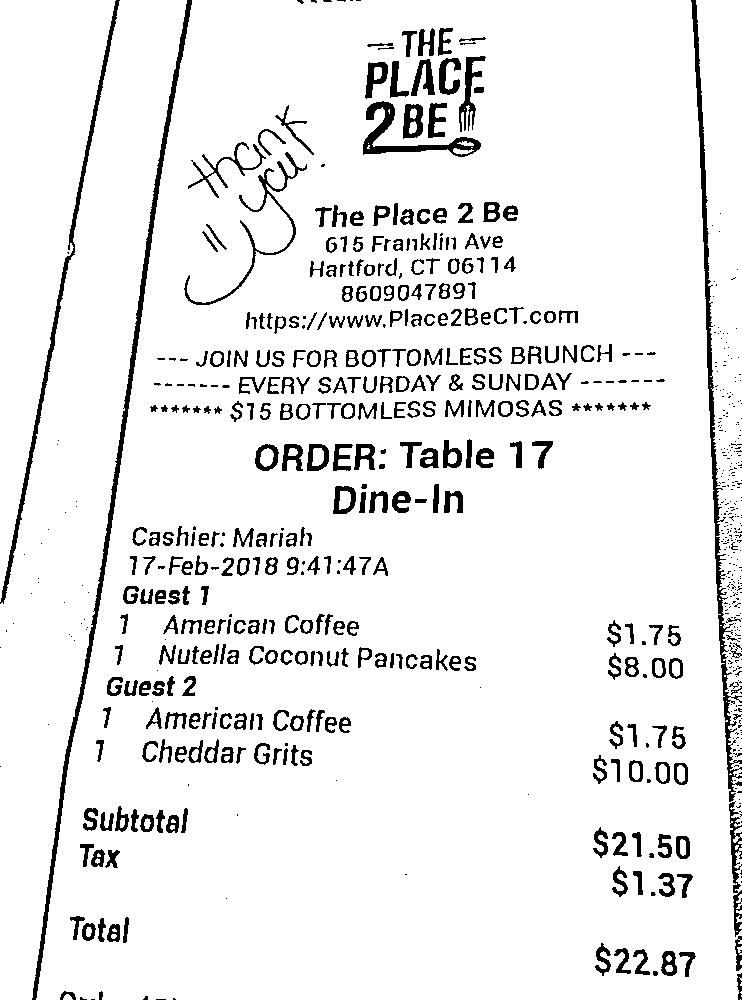 — THE —
PLACE
2 BE
thank
you!
The Place 2 Be
615 Franklin Ave
Hartford, CT 06114
8609047891
https://www.Place2BeCT.com
--- JOIN US FOR BOTTOMLESS BRUNCH ---
------- EVERY SATURDAY & SUNDAY -------
******* $15 BOTTOMLESS MIMOSAS *******
ORDER: Table 17
Dine-In
Cashier: Mariah
17-Feb-2018 9:41:47A
Guest 1
1 American Coffee $1.75
1 Nutella Coconut Pancakes $8.00
Guest 2
1 American Coffee $1.75
1 Cheddar Grits $10.00
Subtotal $21.50
Tax $1.37
Total $22.87